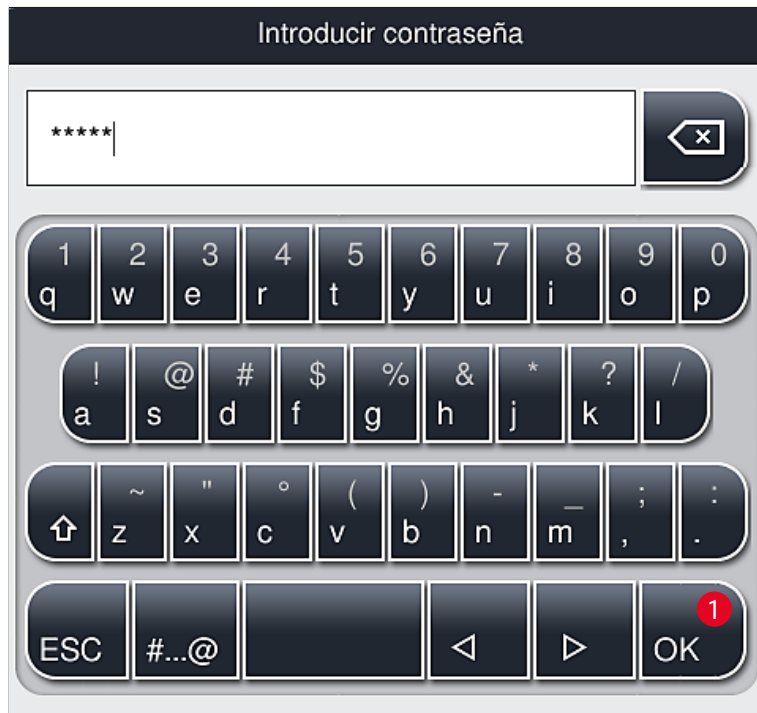 Introducir contraseña
*****
1 2 3 4 5 6 7 8 9 0
q w e r t y u i o p
! @ # $ % & * ? /
a s d f g h j k l
~ " ° ( ) - _ ; :
z x c v b n m , .
1
ESC #...@ OK